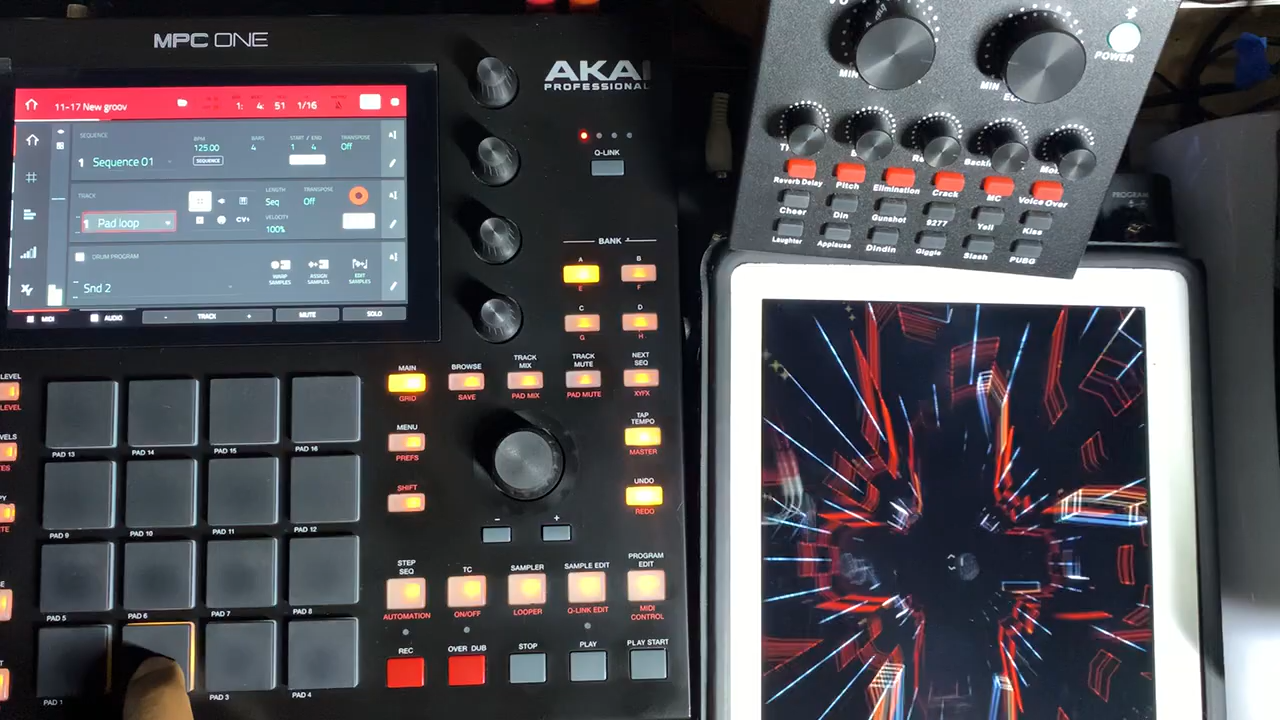 MPC ONE
AKAI
PROFESSIONAL
11-17 New groov
1: 4: 51 1/16
SEQUENCE
BPM
BARS
START / END
TRANSPOSE
1 Sequence 01
125.00
4
1 4
Off
SEQUENCE
TRACK
LENGTH
TRANSPOSE
Seq
Off
1 Pad loop
CV
VELOCITY
100%
DRUM PROGRAM
Snd 2
WARP SAMPLES
ASSIGN SAMPLES
EDIT SAMPLES
MIDI
AUDIO
- TRACK +
MUTE
SOLO
Q-LINK
BANK
A
B
E
F
C
D
G
H
LEVEL
LEVEL
MAIN
GRID
BROWSE
SAVE
TRACK MIX
PAD MIX
TRACK MUTE
PAD MUTE
NEXT SEQ
XYFX
MENU
PREFS
TAP TEMPO
MASTER
SHIFT
UNDO
REDO
-
+
STEP SEQ
AUTOMATION
TC
ON/OFF
SAMPLER
LOOPER
SAMPLE EDIT
Q-LINK EDIT
PROGRAM EDIT
MIDI CONTROL
REC
OVER DUB
STOP
PLAY
PLAY START
PAD 13
PAD 14
PAD 15
PAD 16
PAD 9
PAD 10
PAD 11
PAD 12
PAD 5
PAD 6
PAD 7
PAD 8
PAD 1
PAD 3
PAD 4
MIN
MIN
POWER
Reverb Delay
Pitch
Elimination
Crack
MC
Voice Over
Cheer
Din
Gunshot
9277
Yell
Kiss
Laughter
Applause
Dindin
Giggle
Slash
PUBG
PROGRAM